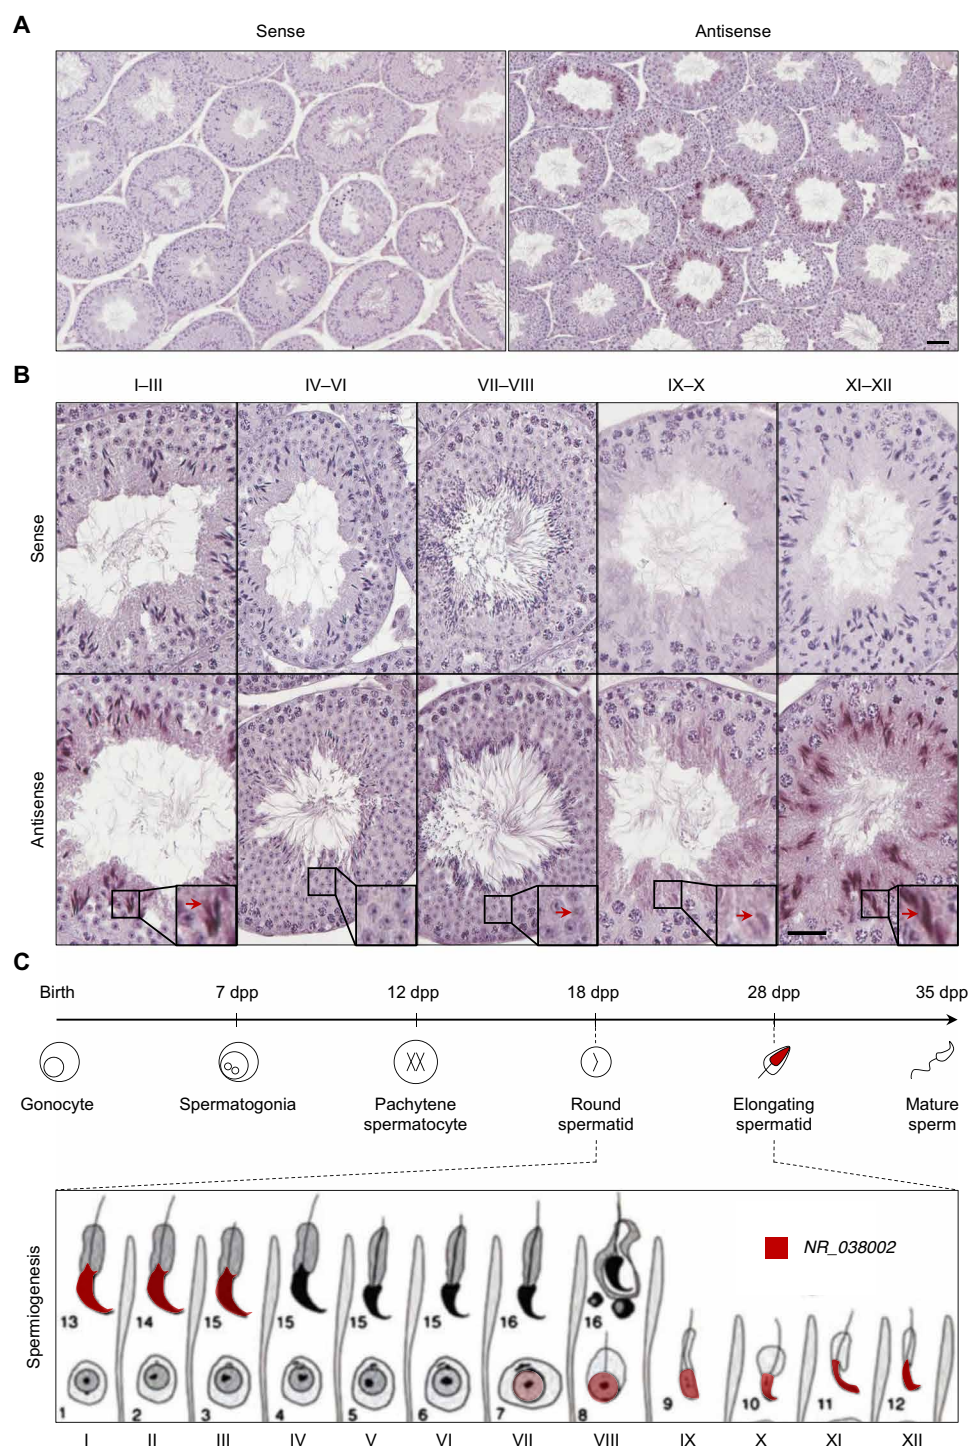 A
Sense
Antisense
B
I–III
IV–VI
VII–VIII
IX–X
XI–XII
Sense
Antisense
C
Birth
7 dpp
12 dpp
18 dpp
28 dpp
35 dpp
Gonocyte
Spermatogonia
Pachytene
spermatocyte
Round
spermatid
Elongating
spermatid
Mature
sperm
Spermiogenesis
NR_038002
13
14
15
15
15
15
16
16
1
2
3
4
5
6
7
8
9
10
11
12
I
II
III
IV
V
VI
VII
VIII
IX
X
XI
XII